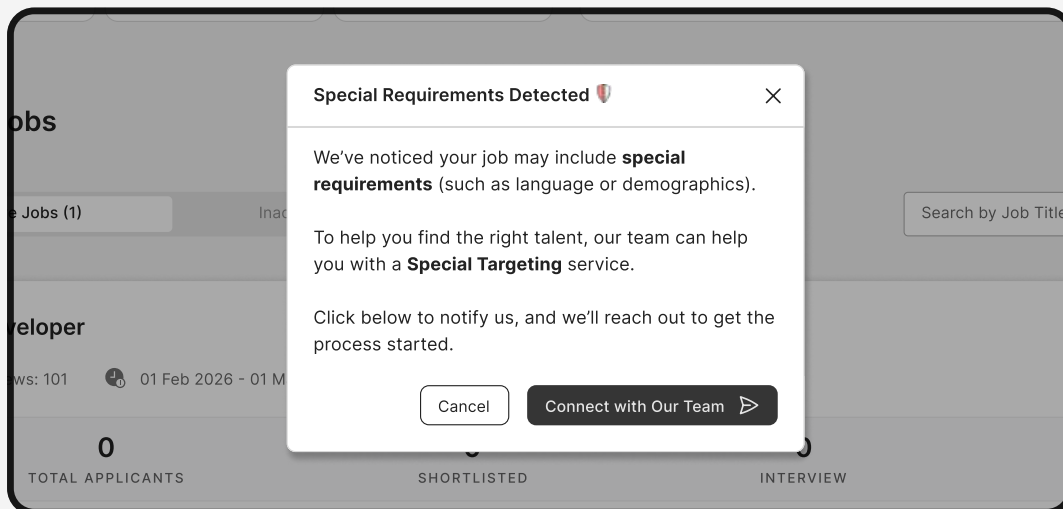 obs
e Jobs (1)
Inac
Search by Job Title
veloper
ews: 101
01 Feb 2026 - 01 M
0
TOTAL APPLICANTS
SHORTLISTED
0
INTERVIEW
Special Requirements Detected
We’ve noticed your job may include special
requirements (such as language or demographics).
To help you find the right talent, our team can help
you with a Special Targeting service.
Click below to notify us, and we’ll reach out to get the
process started.
Cancel
Connect with Our Team